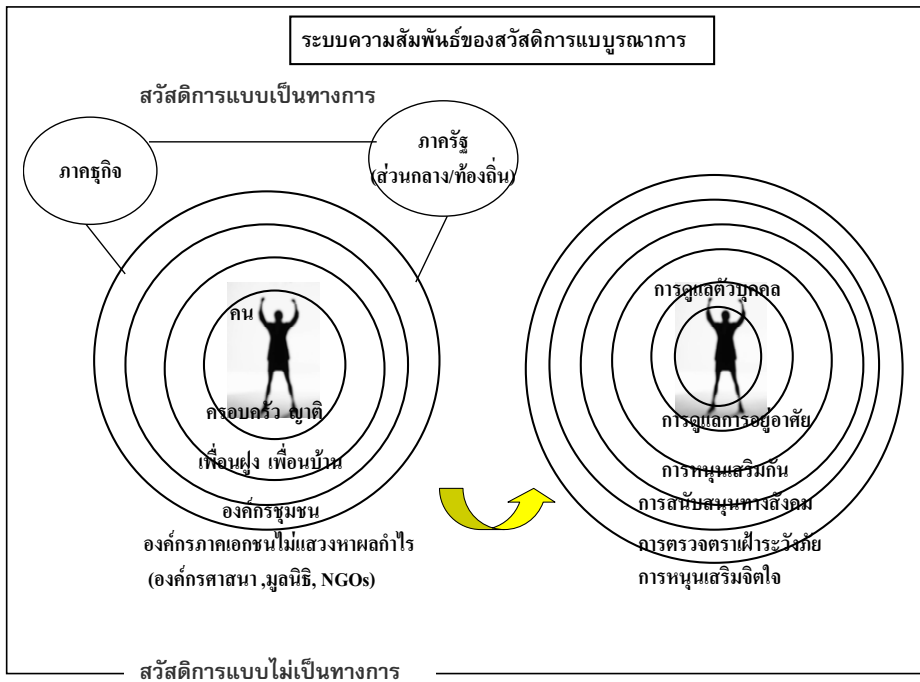 ระบบความสัมพันธ์ของสวัสดิการแบบูรณาการ
สวัสดิการแบบเป็นทางการ
ภาคธุกิจ
ภาครัฐ
(ส่วนกลาง/ท้องถิ่น)
คน
ครอบครัว ญาติ
เพื่อนฝูง เพื่อนบ้าน
องค์กรชุมชน
องค์กรภาคเอกชนไม่แสวงหาผลกำไร
(องค์กรศาสนา ,มูลนิธิ, NGOs)
การดูแลตัวบุคคล
การดูแลการอยู่อาศัย
การหนุนเสริมกัน
การสนับสนุนทางสังคม
การตรวจตราเฝ้าระวังภัย
การหนุนเสริมจิตใจ
สวัสดิการแบบไม่เป็นทางการ